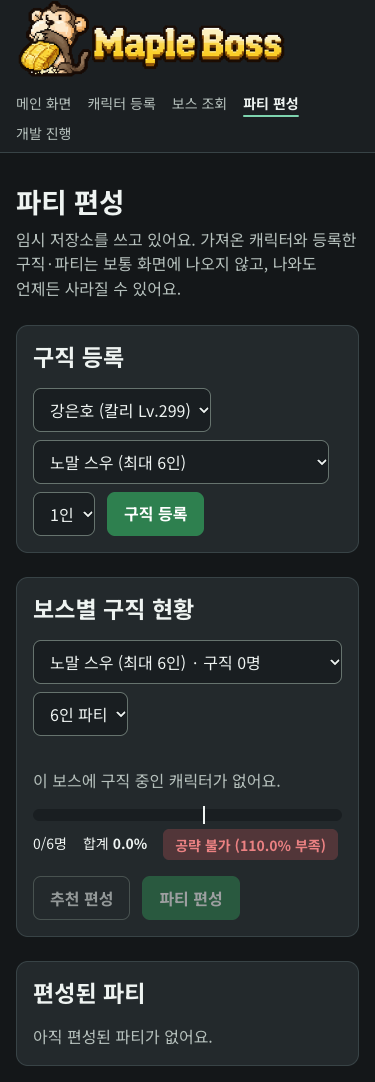 Maple Boss
메인 화면 캐릭터 등록 보스 조회 파티 편성
개발 진행
파티 편성
임시 저장소를 쓰고 있어요. 가져온 캐릭터와 등록한
구직·파티는 보통 화면에 나오지 않고, 나와도
언제든 사라질 수 있어요.
구직 등록
강은호 (칼리 Lv.299)
노말 스우 (최대 6인)
1인 구직 등록
보스별 구직 현황
노말 스우 (최대 6인) · 구직 0명
6인 파티
이 보스에 구직 중인 캐릭터가 없어요.
0/6명 합계 0.0% 공략 불가 (110.0% 부족)
추천 편성 파티 편성
편성된 파티
아직 편성된 파티가 없어요.